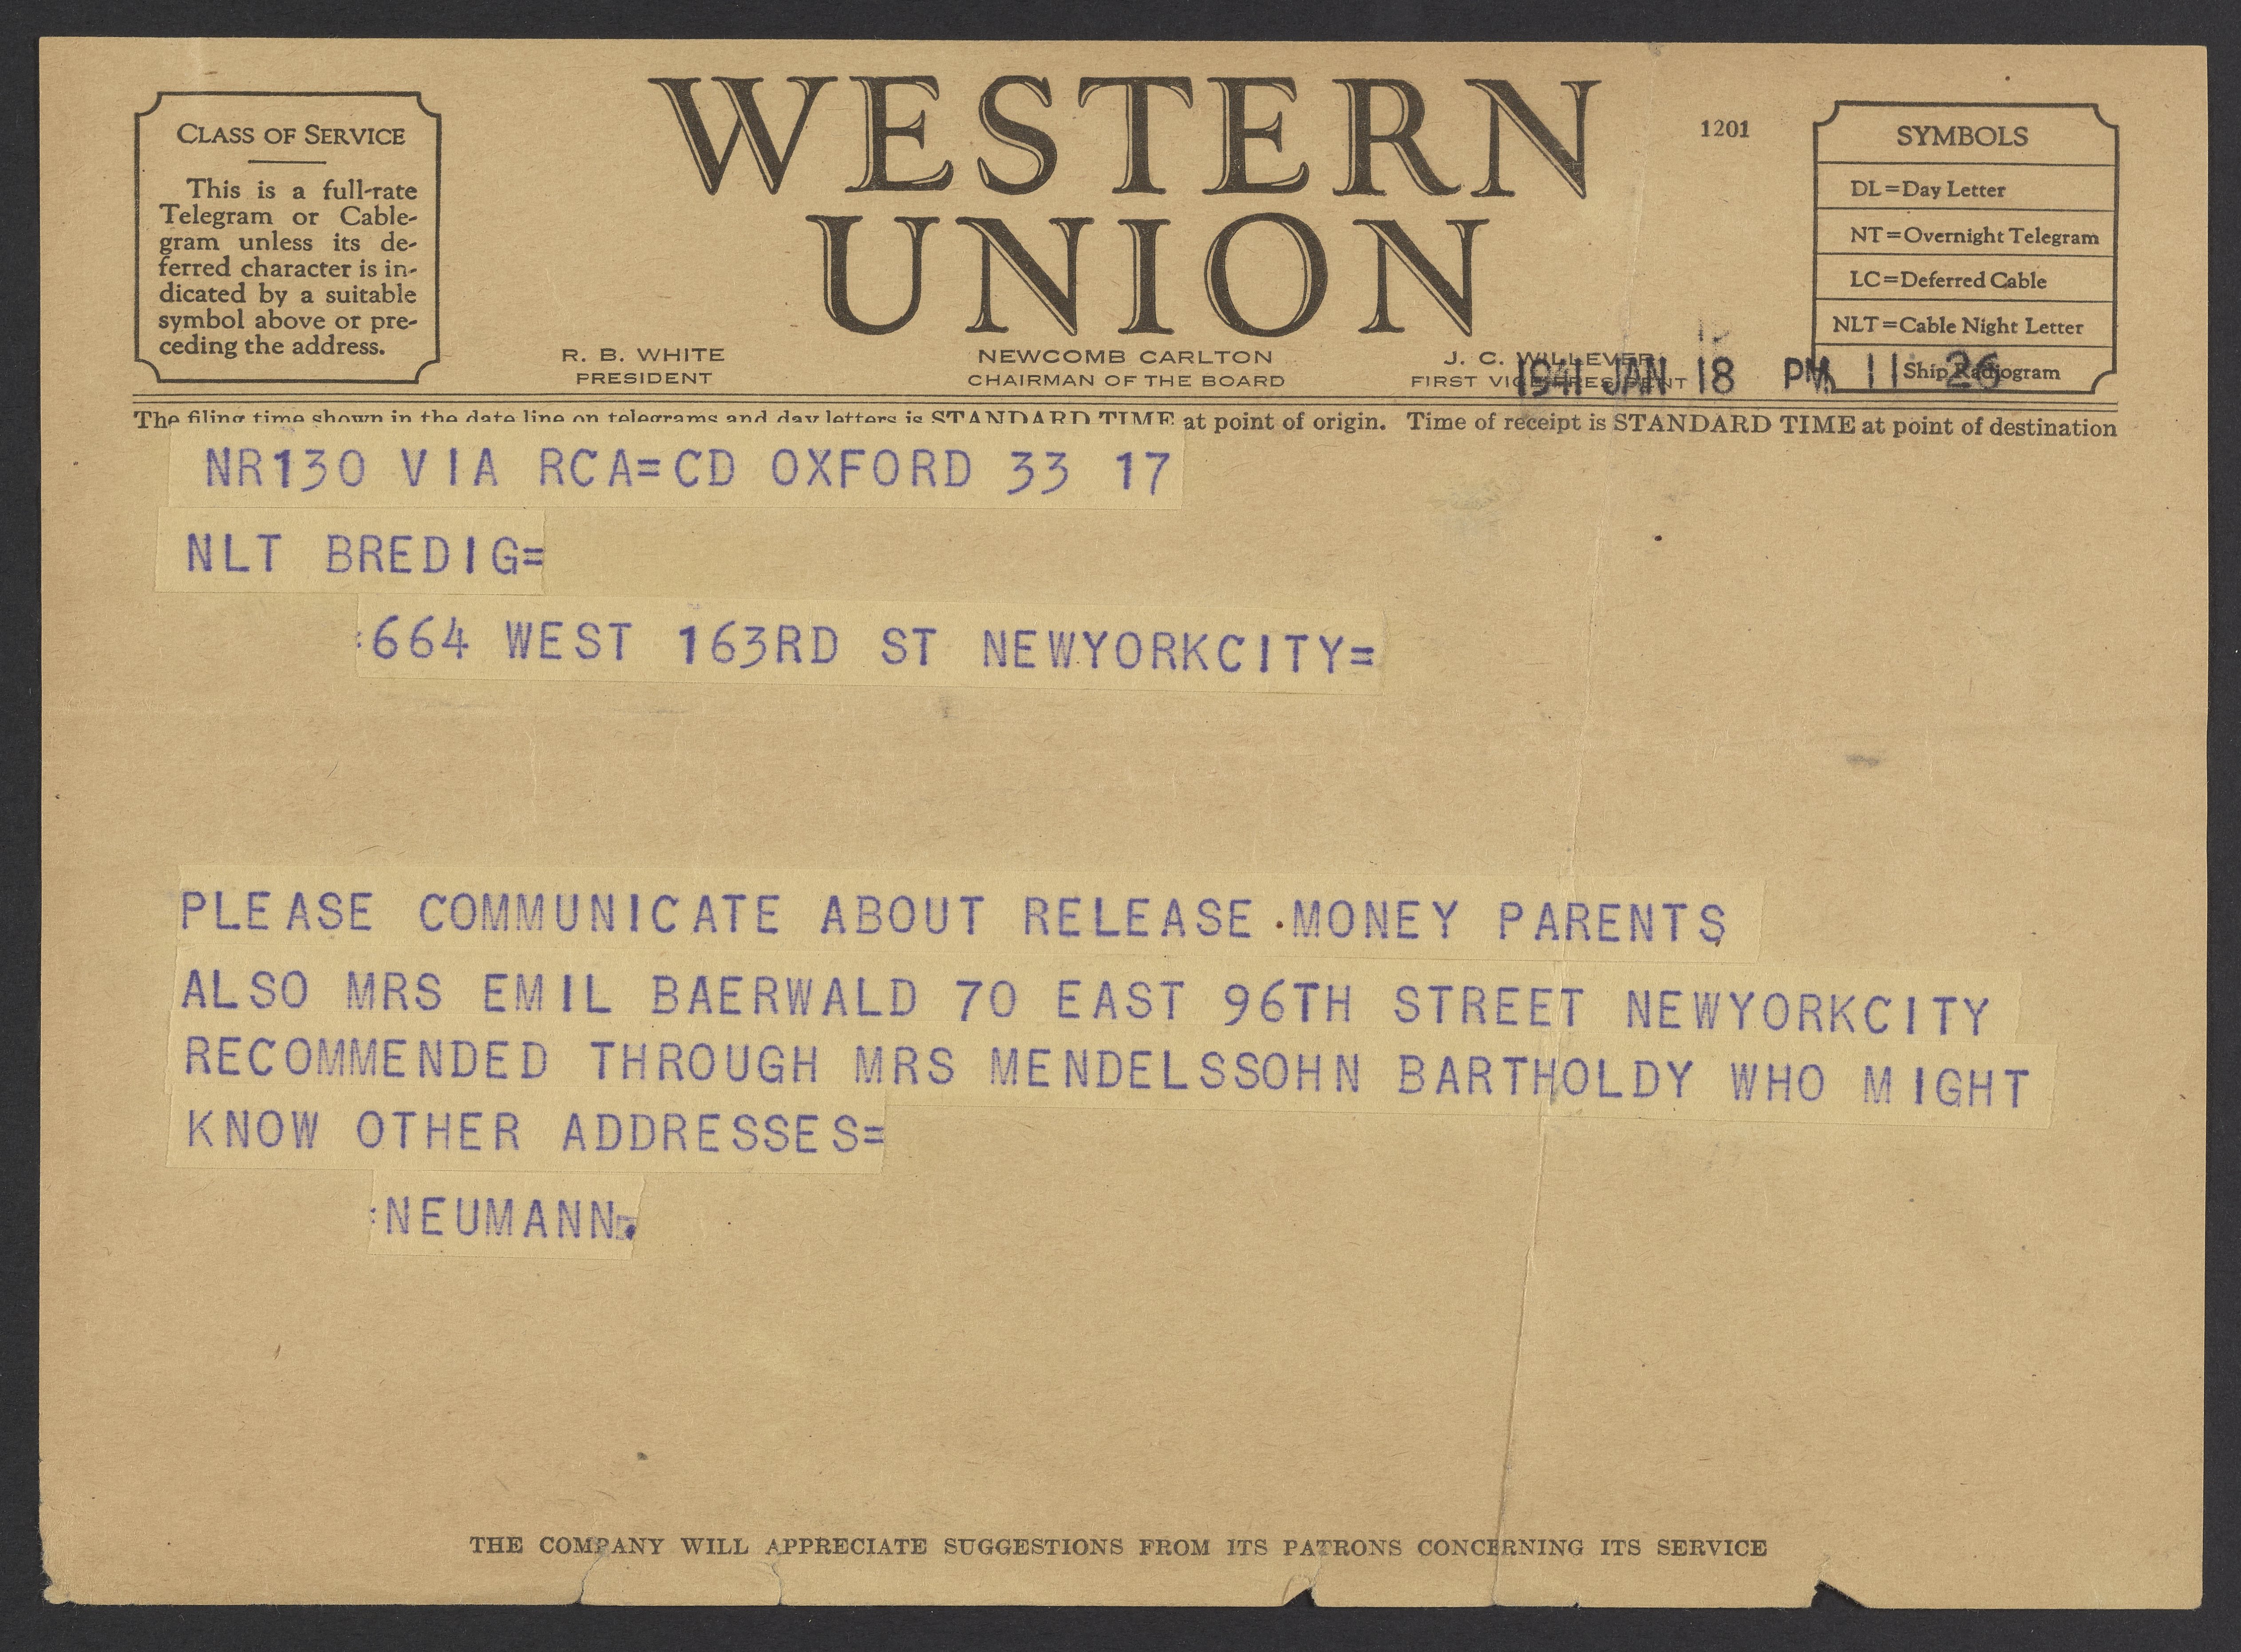 CLASS OF SERVICE
This is a full-rate
Telegram or Cable-
gram unless its de-
ferred character is in-
dicated by a suitable
symbol above or pre-
ceding the address.
WESTERN
UNION
1201
SYMBOLS
DL=Day Letter
NT=Overnight Telegram
LC=Deferred Cable
NLT=Cable Night Letter
Ship Radiogram
R. B. WHITE
PRESIDENT
NEWCOMB CARLTON
CHAIRMAN OF THE BOARD
J. C. WILLEVER
FIRST VICE-PRESIDENT
1941 JAN 18 PM 11 26
The filing time shown in the date line on telegrams and day letters is STANDARD TIME at point of origin. Time of receipt is STANDARD TIME at point of destination
NR130 VIA RCA=CD OXFORD 33 17
NLT BREDIG=
:664 WEST 163RD ST NEWYORKCITY=
PLEASE COMMUNICATE ABOUT RELEASE MONEY PARENTS
ALSO MRS EMIL BAERWALD 70 EAST 96TH STREET NEWYORKCITY
RECOMMENDED THROUGH MRS MENDELSSOHN BARTHOLDY WHO MIGHT
KNOW OTHER ADDRESSES=
:NEUMANN.
THE COMPANY WILL APPRECIATE SUGGESTIONS FROM ITS PATRONS CONCERNING ITS SERVICE